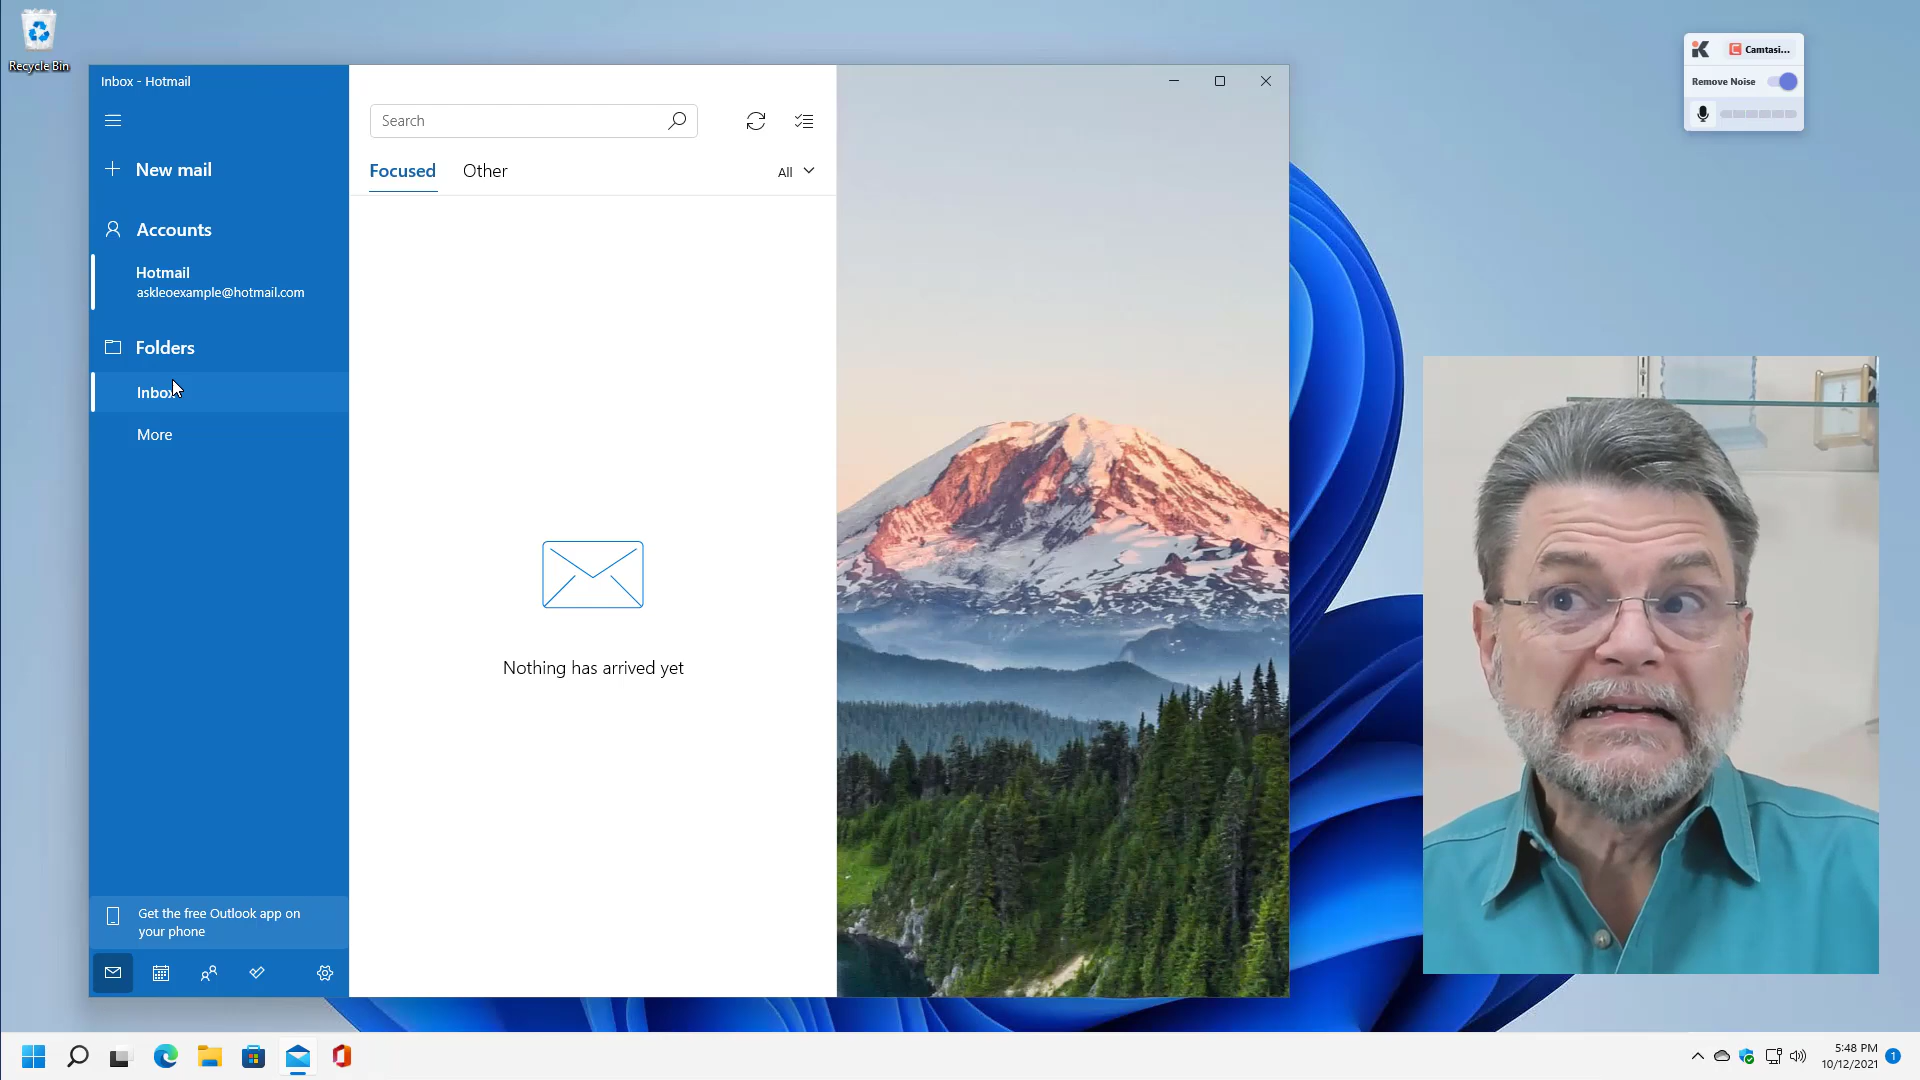 Recycle Bin
Inbox - Hotmail
New mail
Accounts
Hotmail
askleoexample@hotmail.com
Folders
Inbox
More
Get the free Outlook app on
your phone
Search
Focused
Other
All
Nothing has arrived yet
Camtasi...
Remove Noise
5:48 PM
10/12/2021
1